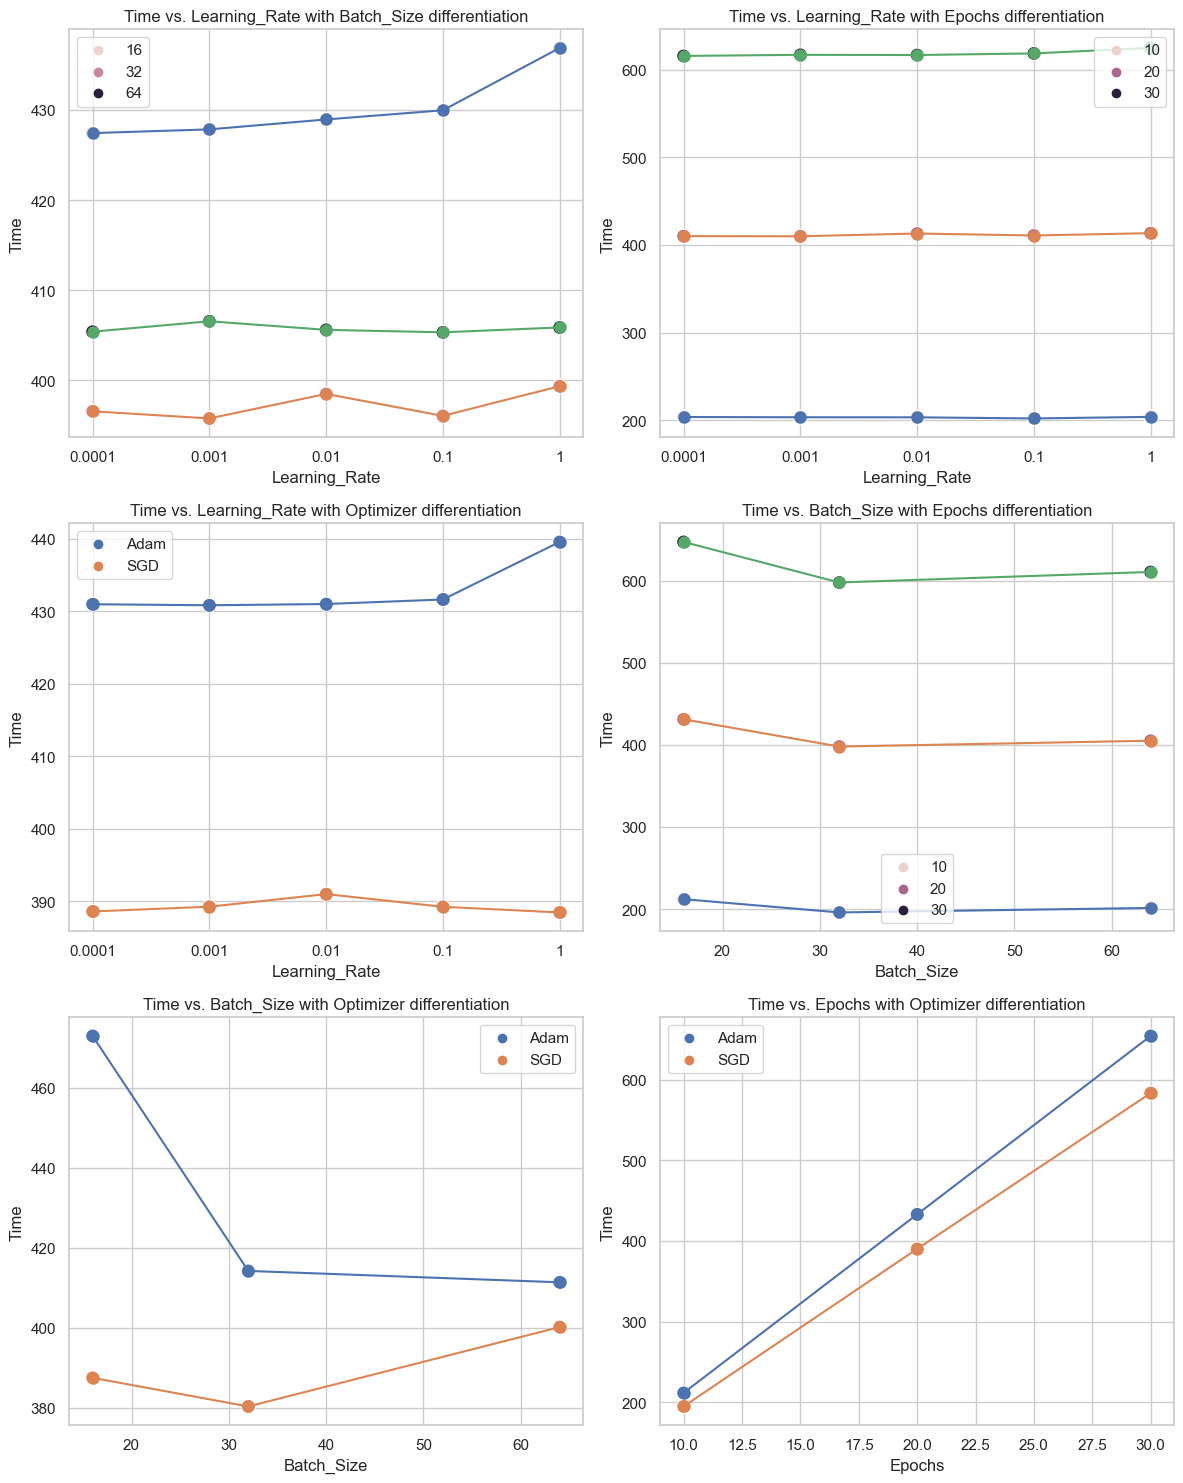 Time vs. Learning_Rate with Batch_Size differentiation
16
32
64
430
420
410
400
Time
0.0001 0.001 0.01 0.1 1
Learning_Rate
Time vs. Learning_Rate with Epochs differentiation
10
20
30
600
500
400
300
200
Time
0.0001 0.001 0.01 0.1 1
Learning_Rate
Time vs. Learning_Rate with Optimizer differentiation
Adam
SGD
440
430
420
410
400
390
Time
0.0001 0.001 0.01 0.1 1
Learning_Rate
Time vs. Batch_Size with Epochs differentiation
600
500
400
300
200
Time
10
20
30
20 30 40 50 60
Batch_Size
Time vs. Batch_Size with Optimizer differentiation
Adam
SGD
460
440
420
400
380
Time
20 30 40 50 60
Batch_Size
Time vs. Epochs with Optimizer differentiation
Adam
SGD
600
500
400
300
200
Time
10.0 12.5 15.0 17.5 20.0 22.5 25.0 27.5 30.0
Epochs